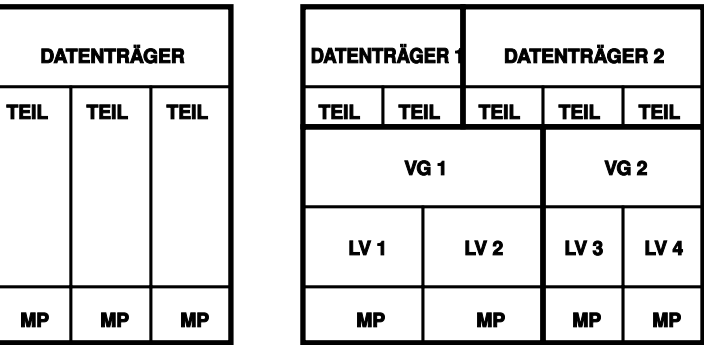 DATENTRÄGER
TEIL TEIL TEIL
MP MP MP
DATENTRÄGER 1 DATENTRÄGER 2
TEIL TEIL TEIL TEIL TEIL
VG 1 VG 2
LV 1 LV 2 LV 3 LV 4
MP MP MP MP